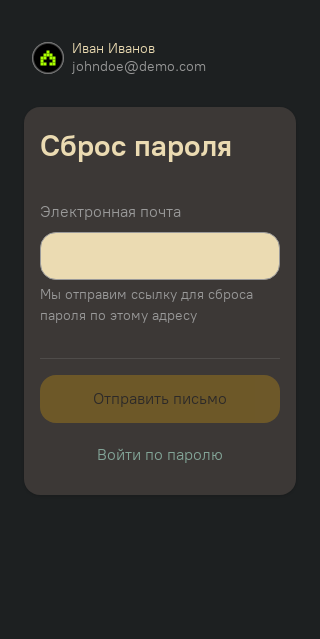 Иван Иванов
johndoe@demo.com
Сброс пароля
Электронная почта
Мы отправим ссылку для сброса
пароля по этому адресу
Отправить письмо
Войти по паролю